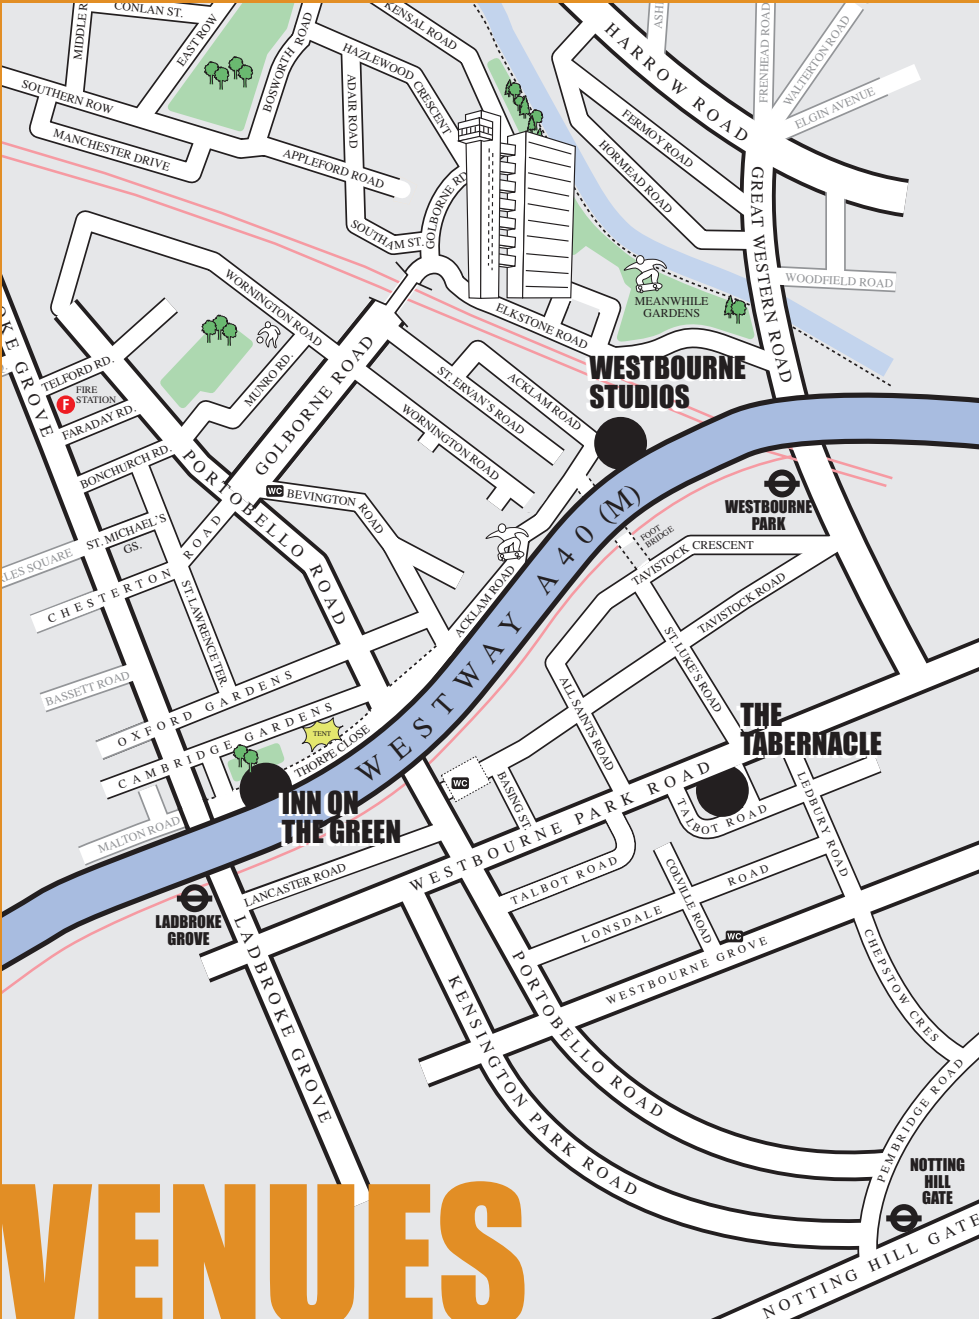 CONLAN ST.
MIDDLE R
EAST ROW
BOSWORTH ROAD
KENSAL ROAD
HAZLEWOOD CRESCENT
ADAIR ROAD
SOUTHERN ROW
MANCHESTER DRIVE
APPLEFORD ROAD
SOUTHAM ST.
GOLBORNE RD
HARROW ROAD
ASH
FRENHEAD ROAD
WALTERTON ROAD
ELGIN AVENUE
FERMOY ROAD
HORMEAD ROAD
GREAT WESTERN ROAD
WOODFIELD ROAD
MEANWHILE
GARDENS
ELKSTONE ROAD
WORNINGTON ROAD
MUNRO RD.
OKE GROVE
TELFORD RD.
F
FIRE
STATION
FARADAY RD.
BONCHURCH RD.
GOLBORNE ROAD
ST. ERVAN'S ROAD
ACKLAM ROAD
WORNINGTON ROAD
WESTBOURNE
STUDIOS
WESTBOURNE
PARK
PORTOBELLO ROAD
WC
BEVINGTON ROAD
ST. MICHAEL'S
GS.
RLES SQUARE
CHESTERTON ROAD
ST. LAWRENCE TER.
ACKLAM ROAD
WESTWAY A40 (M)
FOOT
BRIDGE
TAVISTOCK CRESCENT
TAVISTOCK ROAD
ST. LUKE'S ROAD
ALL SAINTS ROAD
BASSETT ROAD
OXFORD GARDENS
CAMBRIDGE GARDENS
TENT
THORPE CLOSE
MALTON ROAD
INN ON
THE GREEN
THE
TABERNACLE
WC
BASING ST.
WESTBOURNE PARK ROAD
TALBOT ROAD
LEDBURY ROAD
LANCASTER ROAD
TALBOT ROAD
COLVILLE ROAD
LONSDALE ROAD
WC
WESTBOURNE GROVE
LADBROKE
GROVE
LADBROKE GROVE
KENSINGTON PARK ROAD
PORTOBELLO ROAD
CHEPSTOW CRES
PEMBRIDGE ROAD
NOTTING
HILL
GATE
NOTTING HILL GATE
VENUES